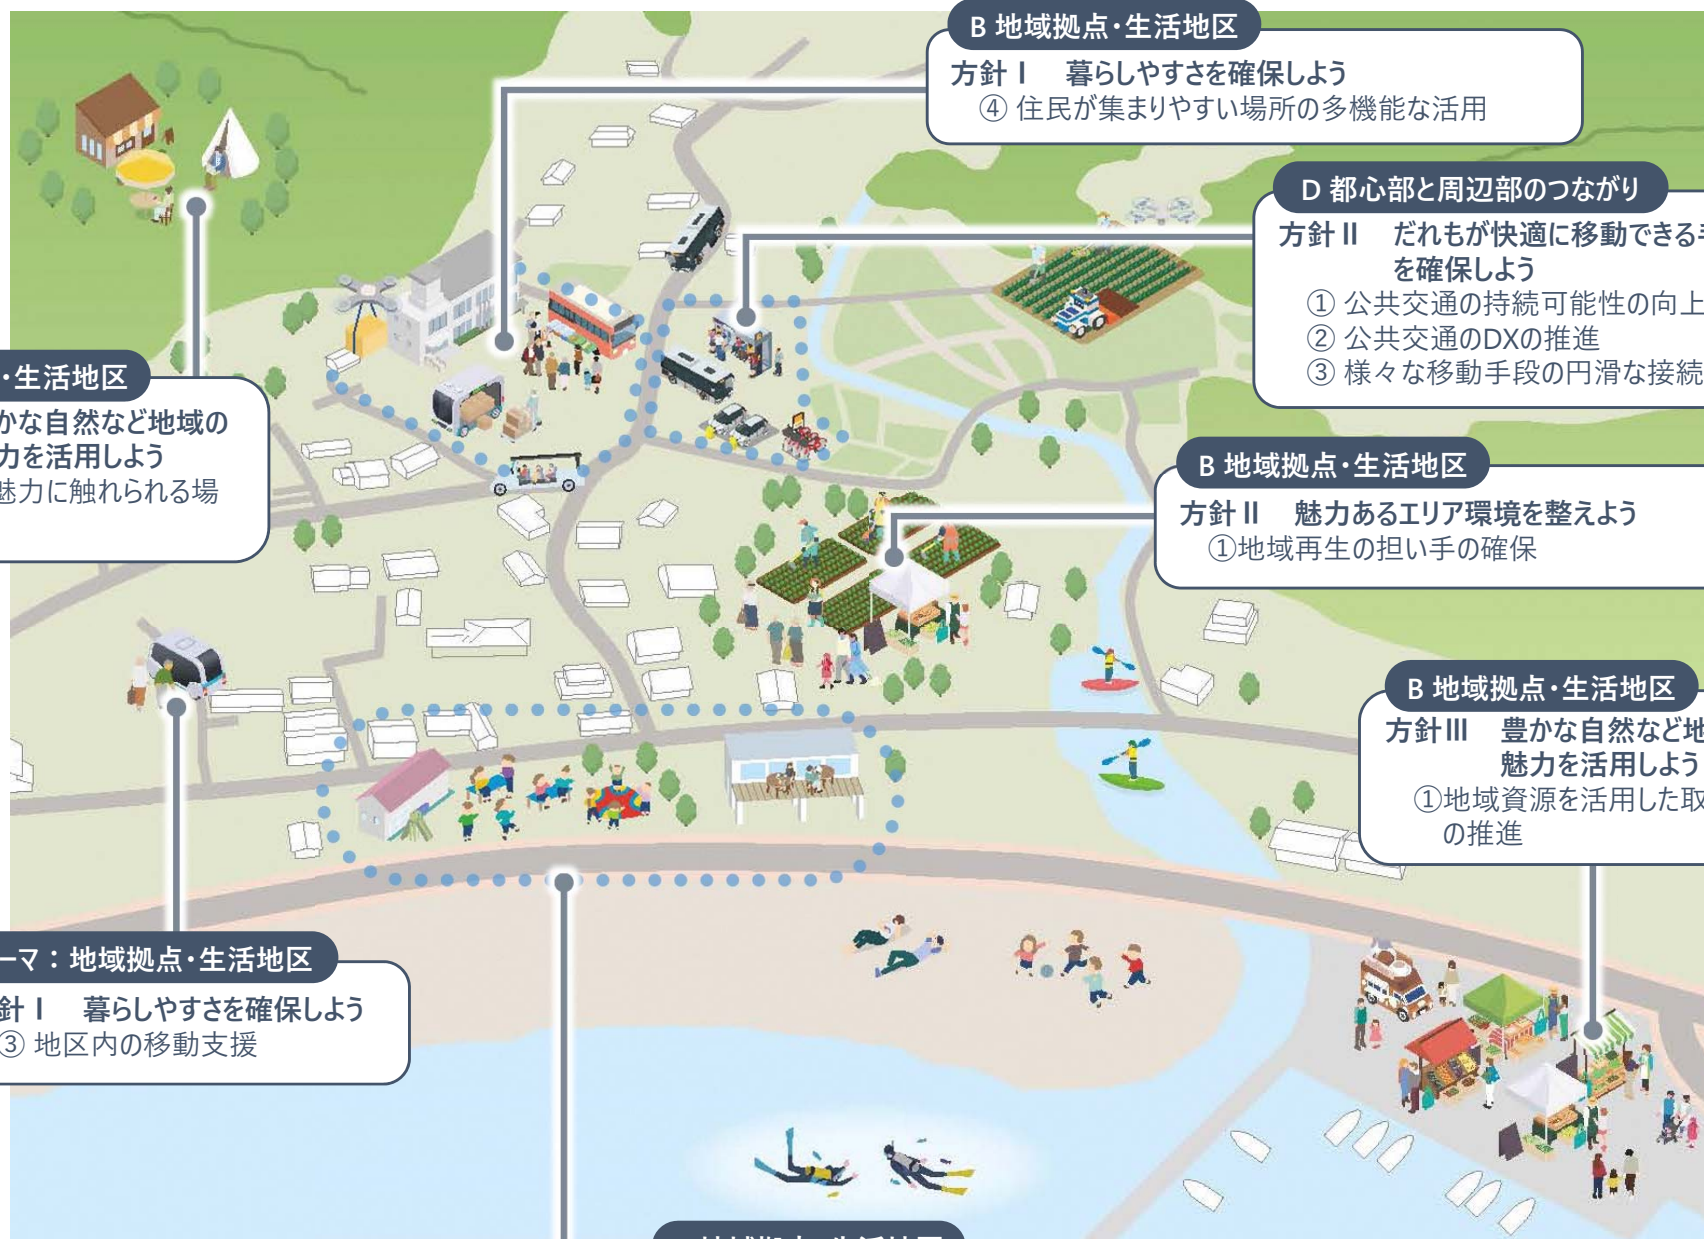 B 地域拠点・生活地区
方針Ⅰ　暮らしやすさを確保しよう
④ 住民が集まりやすい場所の多機能な活用
D 都心部と周辺部のつながり
方針Ⅱ　だれもが快適に移動できる
を確保しよう
① 公共交通の持続可能性の向上
② 公共交通のDXの推進
③ 様々な移動手段の円滑な接続
・生活地区
かな自然など地域の
力を活用しよう
魅力に触れられる場
B 地域拠点・生活地区
方針Ⅱ　魅力あるエリア環境を整えよう
①地域再生の担い手の確保
B 地域拠点・生活地区
方針Ⅲ　豊かな自然など地
魅力を活用しよう
①地域資源を活用した取
の推進
ーマ：地域拠点・生活地区
針Ⅰ　暮らしやすさを確保しよう
③ 地区内の移動支援